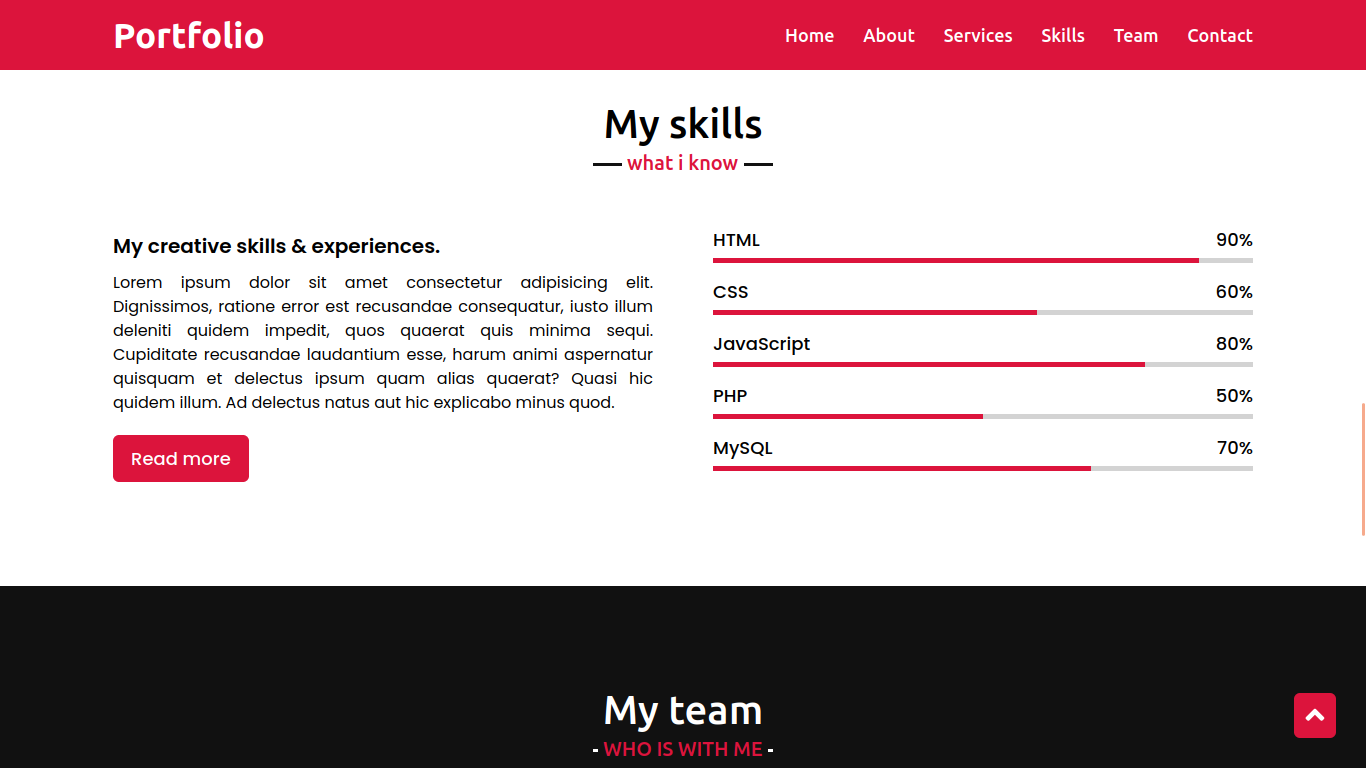 Portfolio
Home About Services Skills Team Contact
My skills
what i know
My creative skills & experiences.
Lorem ipsum dolor sit amet consectetur adipisicing elit.
Dignissimos, ratione error est recusandae consequatur, iusto illum
deleniti quidem impedit, quos quaerat quis minima sequi.
Cupiditate recusandae laudantium esse, harum animi aspernatur
quisquam et delectus ipsum quam alias quaerat? Quasi hic
quidem illum. Ad delectus natus aut hic explicabo minus quod.
Read more
HTML 90%
CSS 60%
JavaScript 80%
PHP 50%
MySQL 70%
My team
WHO IS WITH ME